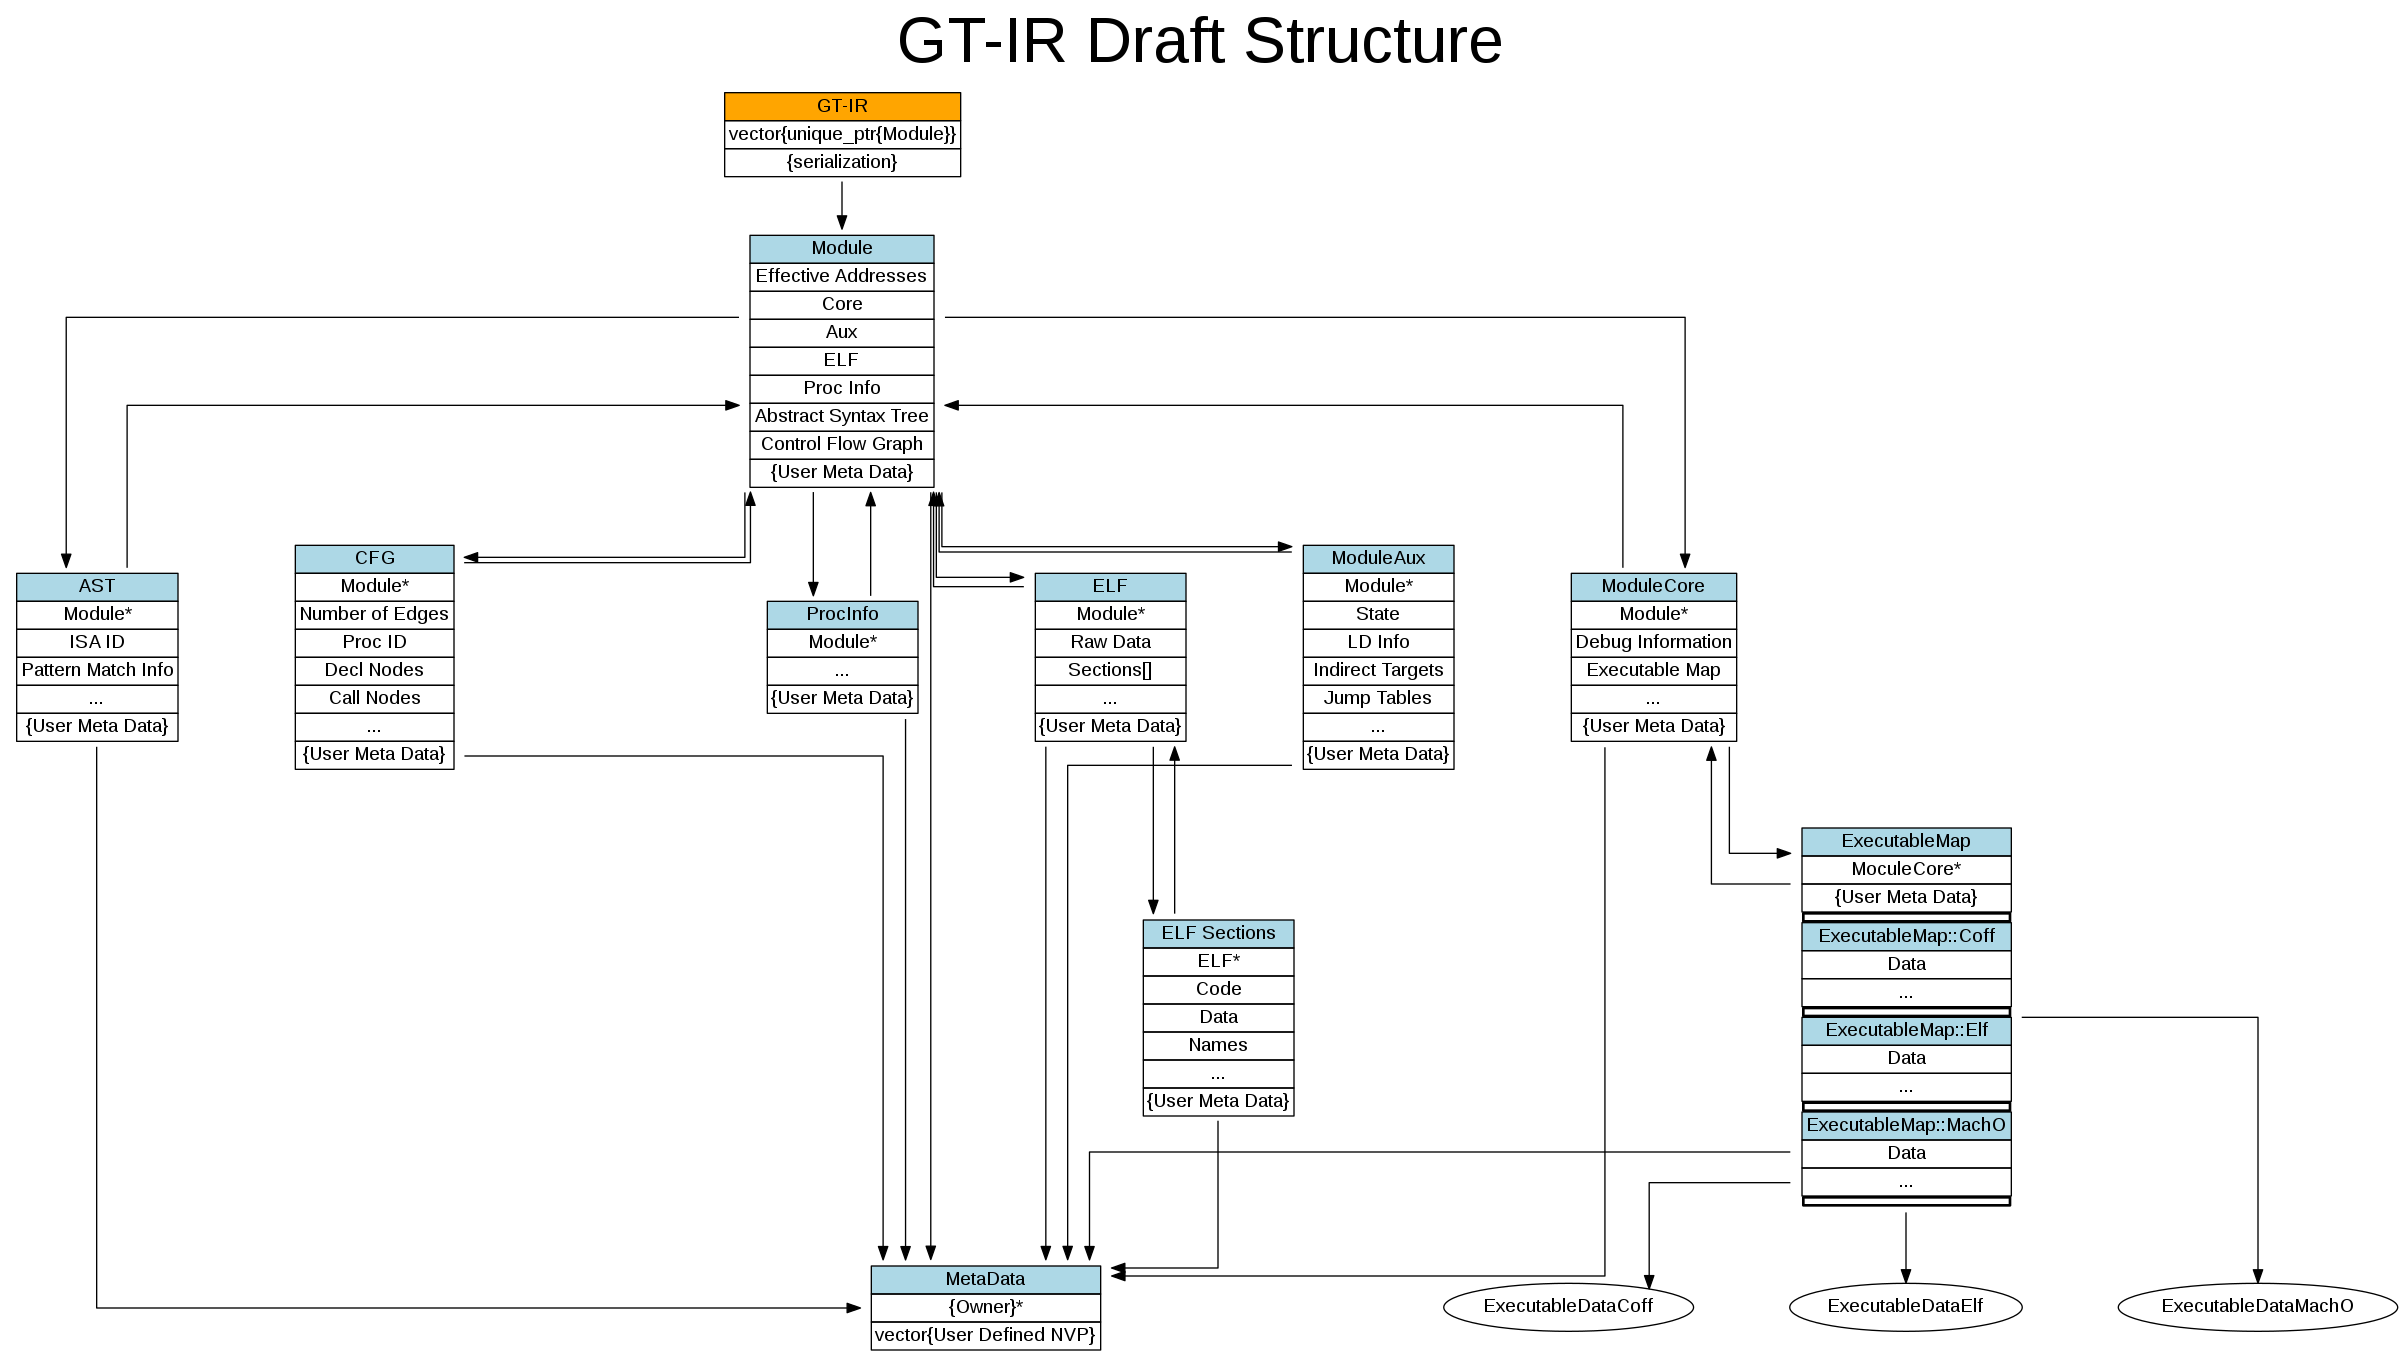 GT-IR Draft Structure
GT-IR
vector{unique_ptr{Module}}
{serialization}
Module
Effective Addresses
Core
Aux
ELF
Proc Info
Abstract Syntax Tree
Control Flow Graph
{User Meta Data}
AST
Module*
ISA ID
Pattern Match Info
...
{User Meta Data}
CFG
Module*
Number of Edges
Proc ID
Decl Nodes
Call Nodes
...
{User Meta Data}
ProcInfo
Module*
...
{User Meta Data}
ELF
Module*
Raw Data
Sections[]
...
{User Meta Data}
ModuleAux
Module*
State
LD Info
Indirect Targets
Jump Tables
...
{User Meta Data}
ModuleCore
Module*
Debug Information
Executable Map
...
{User Meta Data}
ExecutableMap
MoculeCore*
{User Meta Data}
ExecutableMap::Coff
Data
...
ExecutableMap::Elf
Data
...
ExecutableMap::MachO
Data
...
ELF Sections
ELF*
Code
Data
Names
...
{User Meta Data}
MetaData
{Owner}*
vector{User Defined NVP}
ExecutableDataCoff
ExecutableDataElf
ExecutableDataMachO